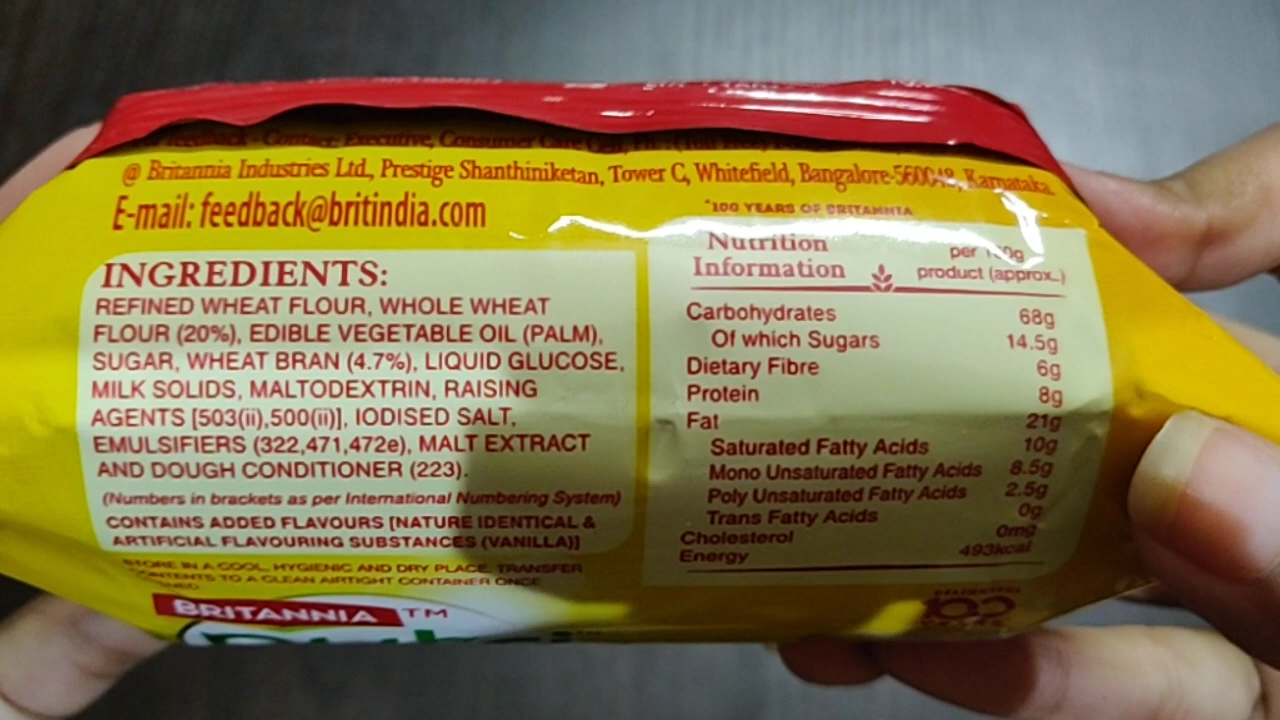 Contact: Executive, Consumer Care Cell,
@ Britannia Industries Ltd, Prestige Shanthiniketan, Tower C, Whitefield, Bangalore-560048, Karnataka
E-mail: feedback@britindia.com
INGREDIENTS:
REFINED WHEAT FLOUR, WHOLE WHEAT
FLOUR (20%), EDIBLE VEGETABLE OIL (PALM),
SUGAR, WHEAT BRAN (4.7%), LIQUID GLUCOSE,
MILK SOLIDS, MALTODEXTRIN, RAISING
AGENTS [503(ii),500(ii)], IODISED SALT,
EMULSIFIERS (322,471,472e), MALT EXTRACT
AND DOUGH CONDITIONER (223).
(Numbers in brackets as per International Numbering System)
CONTAINS ADDED FLAVOURS [NATURE IDENTICAL &
ARTIFICIAL FLAVOURING SUBSTANCES (VANILLA)]
STORE IN A COOL, HYGIENIC AND DRY PLACE. TRANSFER
CONTENTS TO A CLEAN AIRTIGHT CONTAINER ONCE
BRITANNIA TM
*100 YEARS OF BRITANNIA
Nutrition Information per 100g product (approx.)
Carbohydrates 68g
Of which Sugars 14.5g
Dietary Fibre 6g
Protein 8g
Fat 21g
Saturated Fatty Acids 10g
Mono Unsaturated Fatty Acids 8.5g
Poly Unsaturated Fatty Acids 2.5g
Trans Fatty Acids 0g
Cholesterol 0mg
Energy 493kcal
100